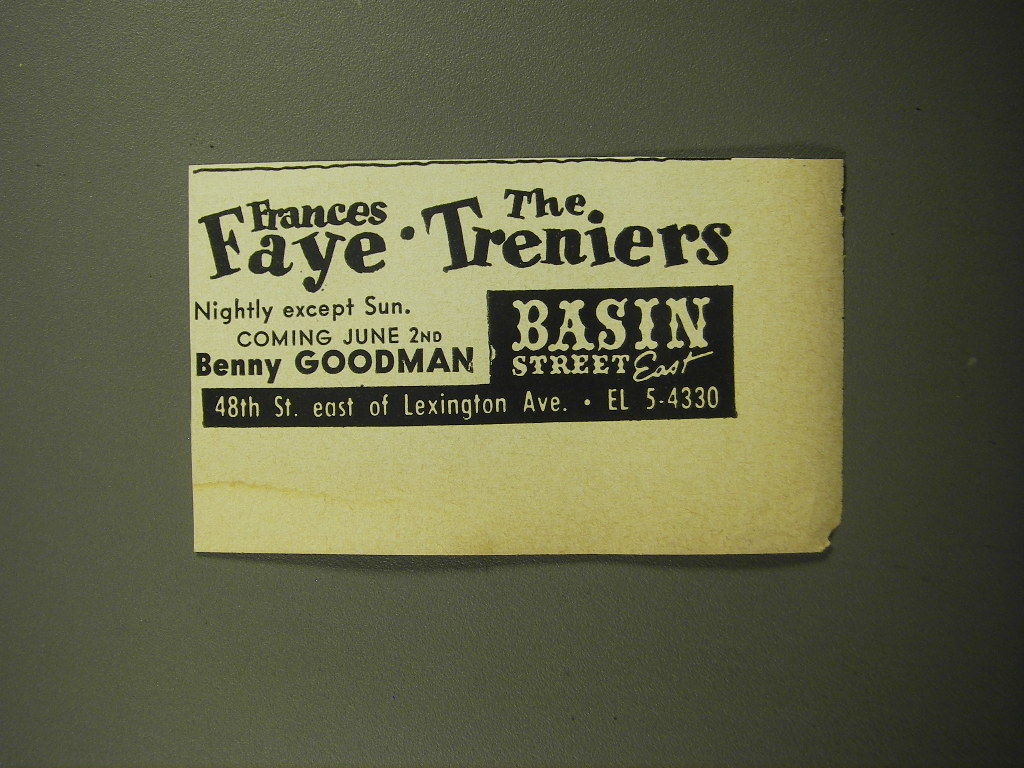 Frances Faye · The Treniers
Nightly except Sun.
COMING JUNE 2ND
Benny GOODMAN
BASIN
STREET East
48th St. east of Lexington Ave. • EL 5-4330